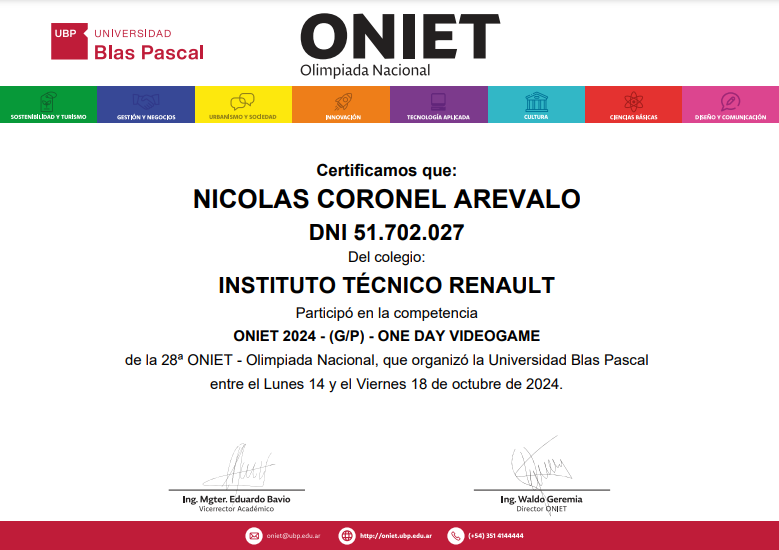 UBP
UNIVERSIDAD
Blas Pascal
ONIET
Olimpiada Nacional
SOSTENIBILIDAD Y TURISMO
GESTIÓN Y NEGOCIOS
URBANISMO Y SOCIEDAD
INNOVACIÓN
TECNOLOGÍA APLICADA
CULTURA
CIENCIAS BÁSICAS
DISEÑO Y COMUNICACIÓN
Certificamos que:
NICOLAS CORONEL AREVALO
DNI 51.702.027
Del colegio:
INSTITUTO TÉCNICO RENAULT
Participó en la competencia
ONIET 2024 - (G/P) - ONE DAY VIDEOGAME
de la 28ª ONIET - Olimpiada Nacional, que organizó la Universidad Blas Pascal
entre el Lunes 14 y el Viernes 18 de octubre de 2024.
Ing. Mgter. Eduardo Bavio
Vicerrector Académico
Ing. Waldo Geremia
Director ONIET
oniet@ubp.edu.ar
http://oniet.ubp.edu.ar
(+54) 351 4144444